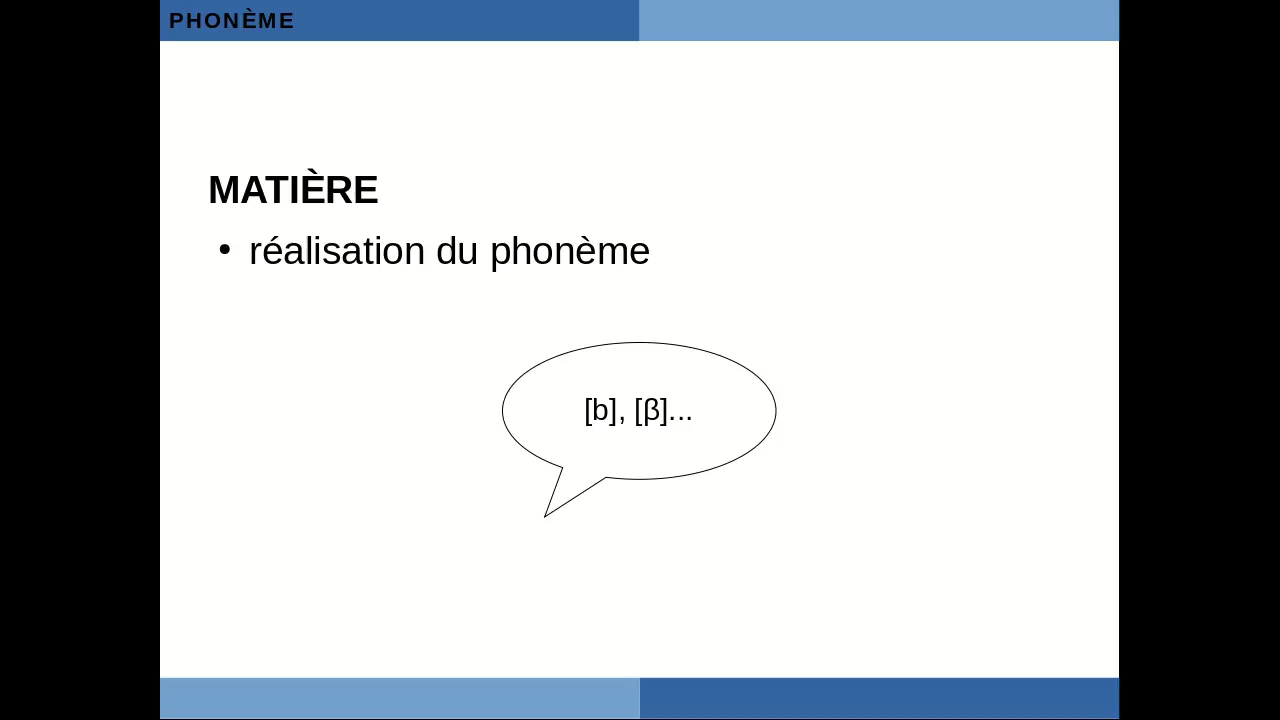 PHONÈME
MATIÈRE
• réalisation du phonème
[b], [β]...